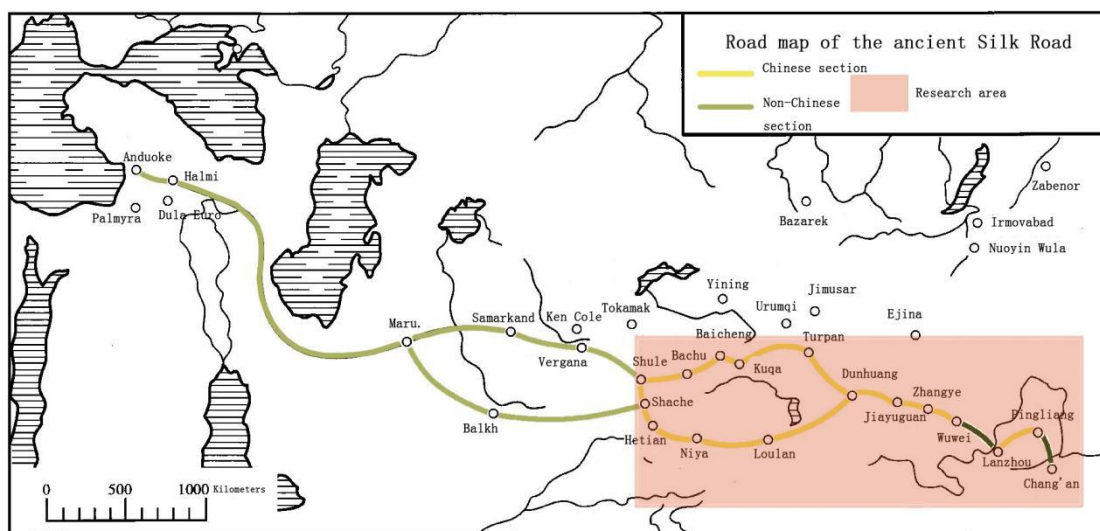 Road map of the ancient Silk Road
Chinese section
Non-Chinese
section
Research area
Anduoke
Halmi
Palmyra
Dula Euro
Zabenor
Bazarek
Irmovabad
Nuoyin Wula
Yining
Jimusar
Urumqi
Ejina
Tokamak
Ken Cole
Samarkand
Maru.
Vergana
Baicheng
Turpan
Shule
Bachu
Kuqa
Dunhuang
Shache
Zhangye
Jiayuguan
Pingliang
Balkh
Hetian
Niya
Loulan
Wuwei
Lanzhou
Chang'an
0 500 1000 Kilometers